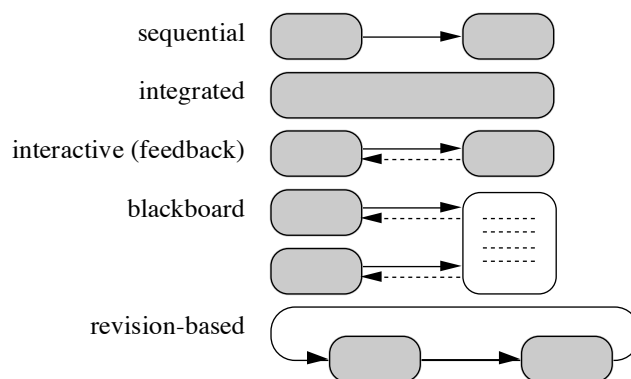 sequential
integrated
interactive (feedback)
blackboard
revision-based